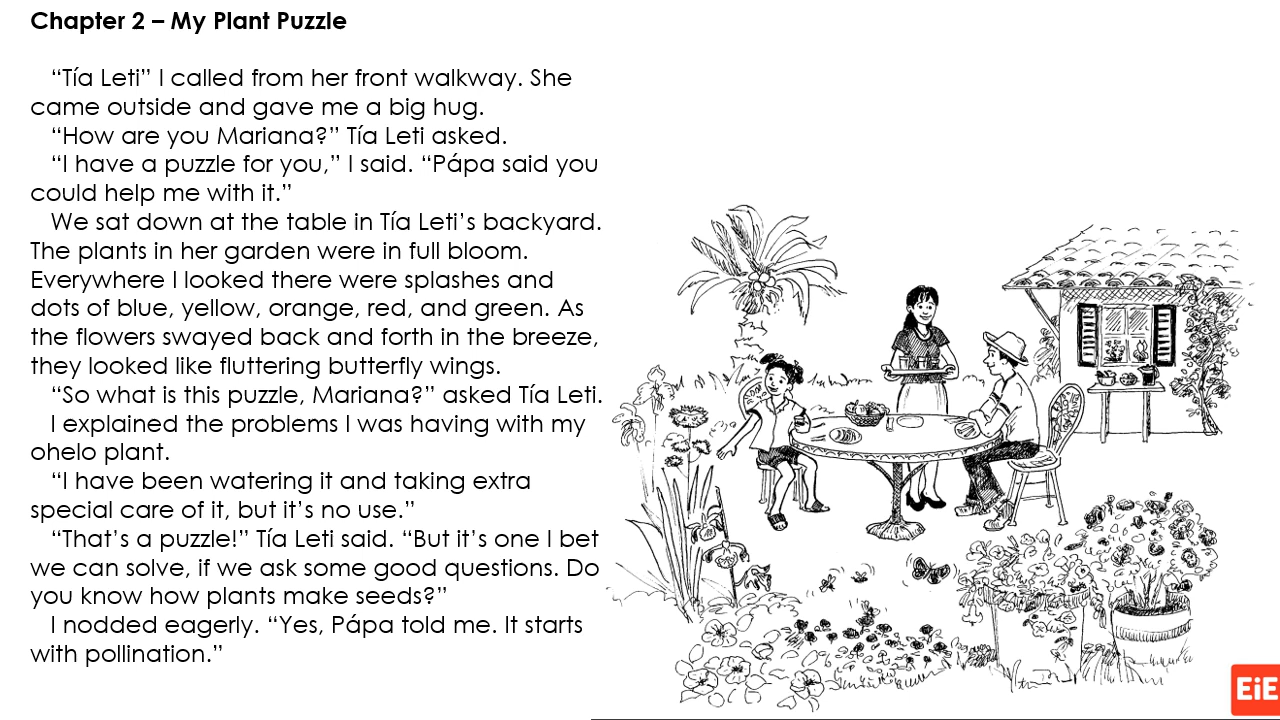 Chapter 2 – My Plant Puzzle
“Tía Leti” I called from her front walkway. She
came outside and gave me a big hug.
“How are you Mariana?” Tía Leti asked.
“I have a puzzle for you,” I said. “Pápa said you
could help me with it.”
We sat down at the table in Tía Leti’s backyard.
The plants in her garden were in full bloom.
Everywhere I looked there were splashes and
dots of blue, yellow, orange, red, and green. As
the flowers swayed back and forth in the breeze,
they looked like fluttering butterfly wings.
“So what is this puzzle, Mariana?” asked Tía Leti.
I explained the problems I was having with my
ohelo plant.
“I have been watering it and taking extra
special care of it, but it’s no use.”
“That’s a puzzle!” Tía Leti said. “But it’s one I bet
we can solve, if we ask some good questions. Do
you know how plants make seeds?”
I nodded eagerly. “Yes, Pápa told me. It starts
with pollination.”
EiE